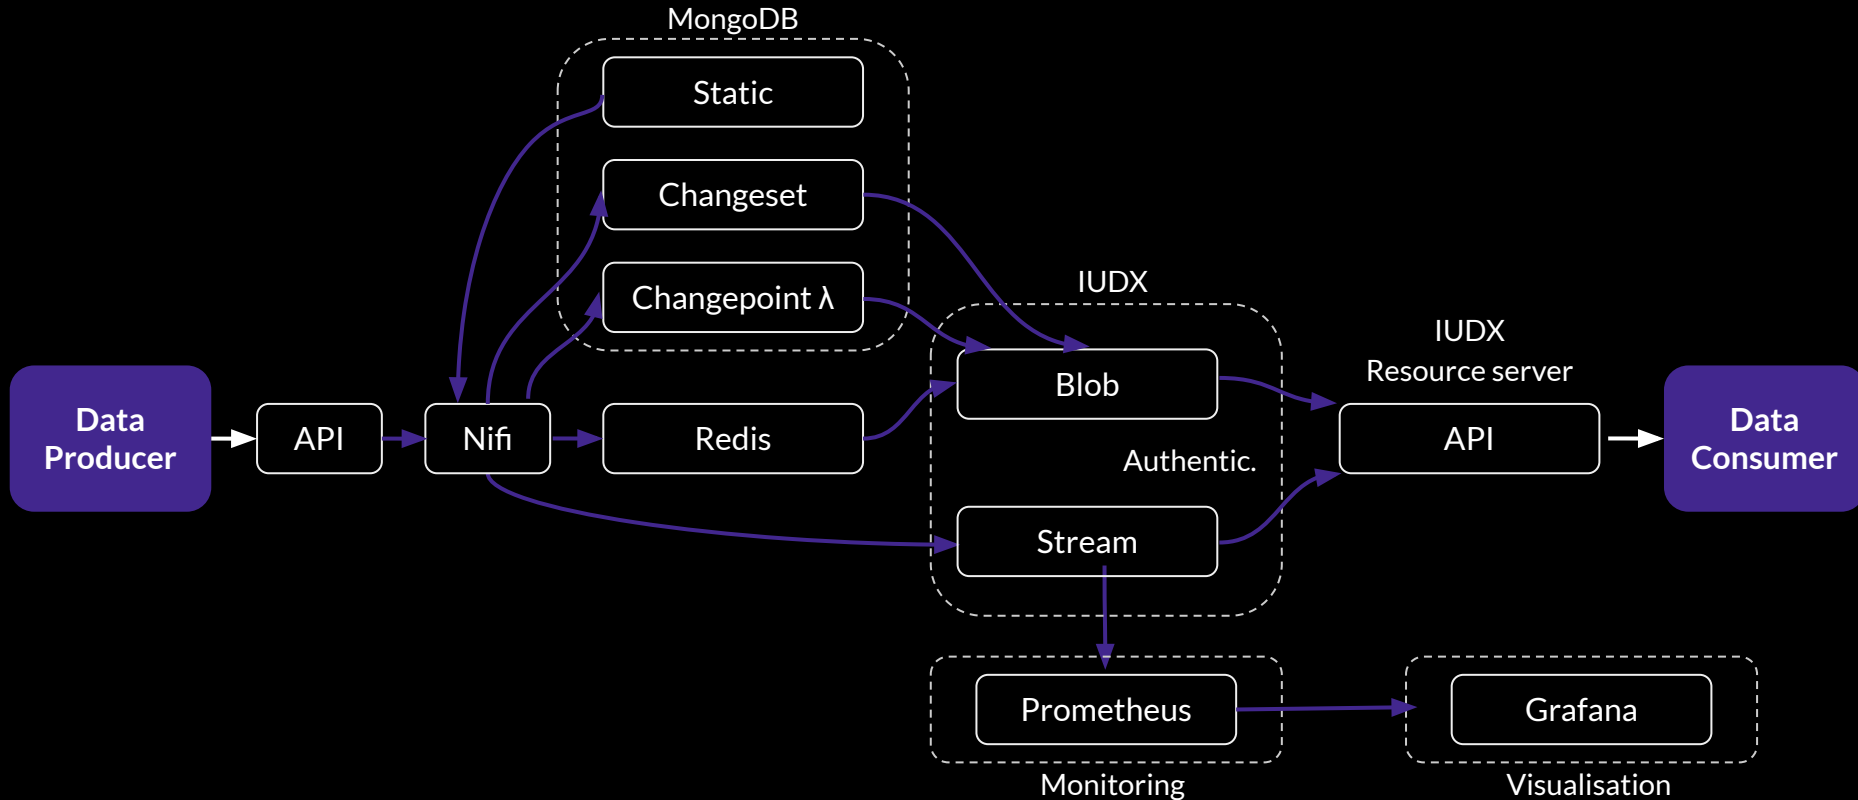 MongoDB
Static
Changeset
Changepoint λ
IUDX
IUDX
Resource server
Data
Producer
API
Nifi
Redis
Blob
API
Data
Consumer
Authentic.
Stream
Prometheus
Grafana
Monitoring
Visualisation